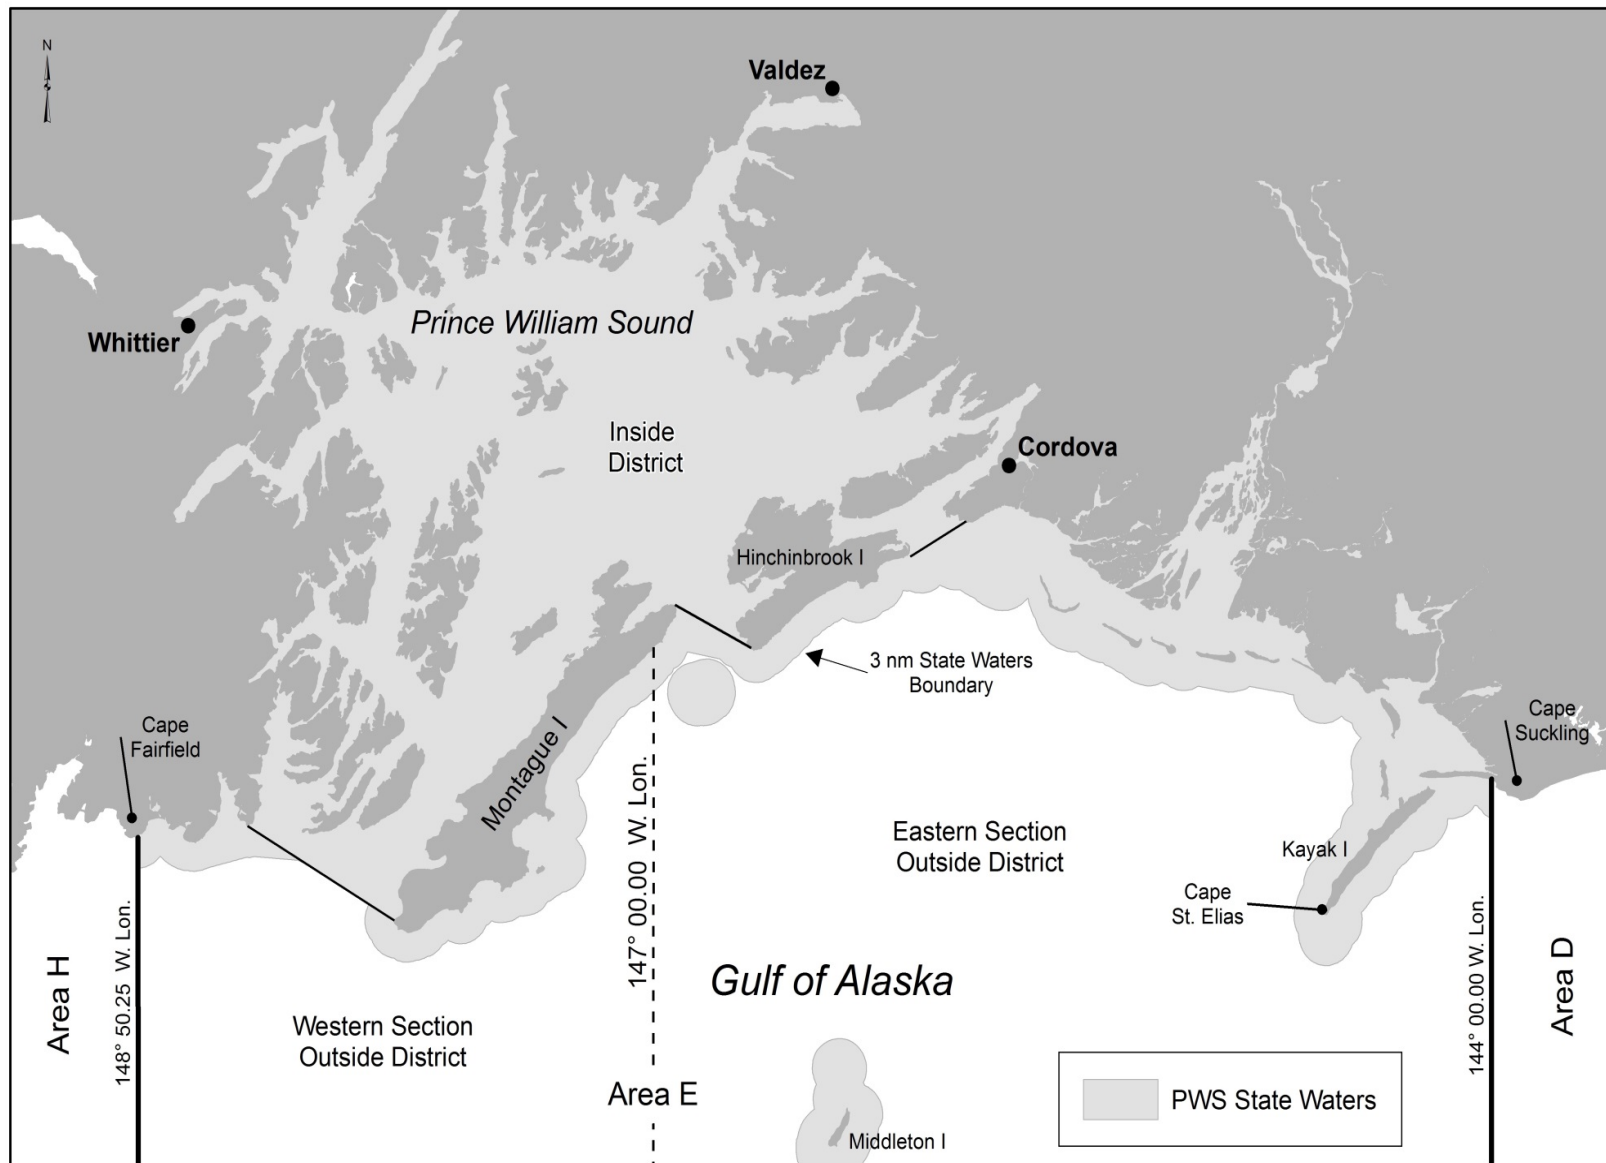 N
Valdez
Prince William Sound
Whittier
Inside
District
Cordova
Hinchinbrook I
3 nm State Waters
Boundary
Cape
Fairfield
Cape
Suckling
Montague I
147° 00.00 W. Lon.
Eastern Section
Outside District
Kayak I
Cape
St. Elias
Area H
148° 50.25 W. Lon.
Gulf of Alaska
144° 00.00 W. Lon.
Area D
Western Section
Outside District
Area E
PWS State Waters
Middleton I